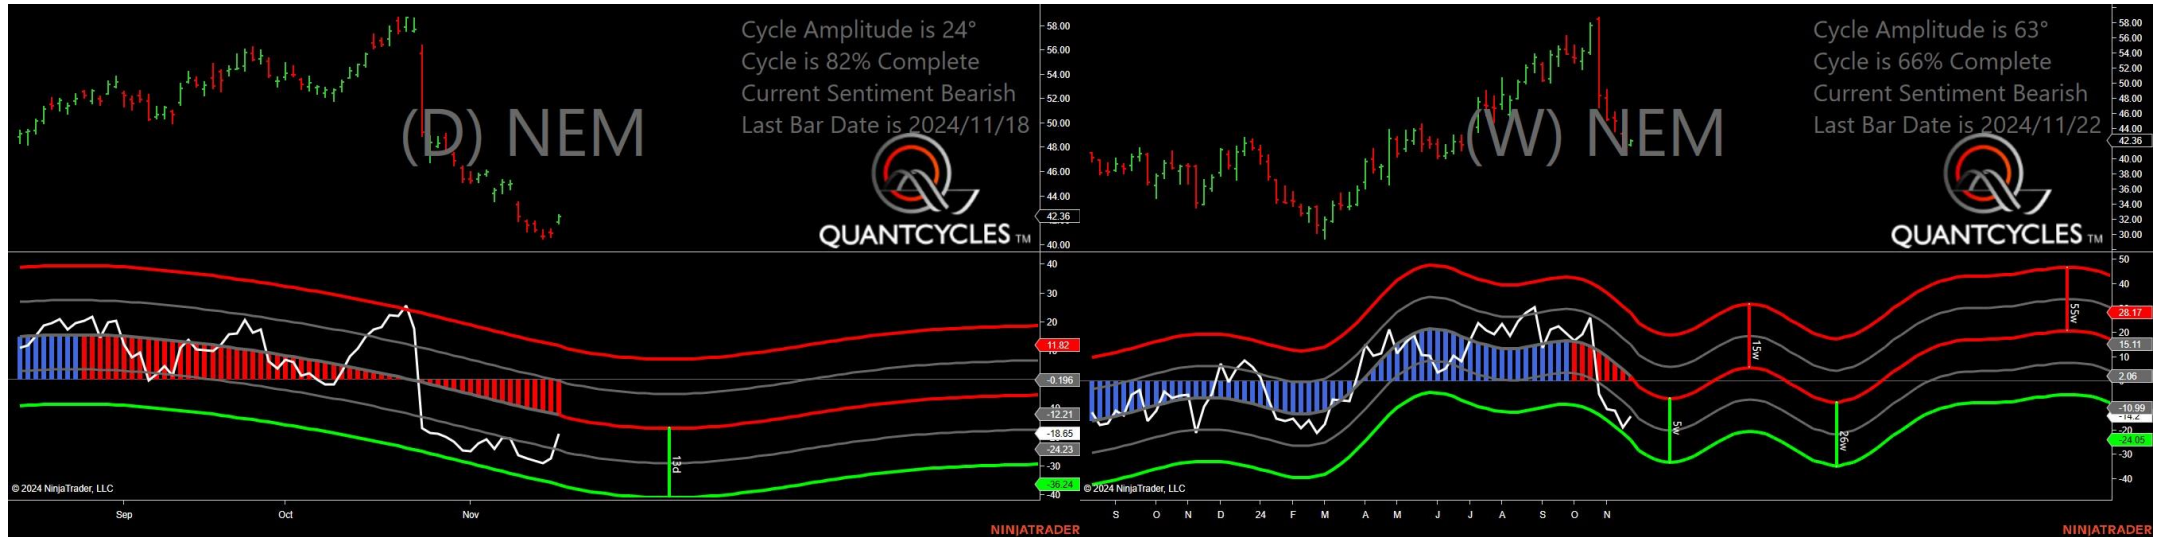 Cycle Amplitude is 24°
Cycle is 82% Complete
Current Sentiment Bearish
Last Bar Date is 2024/11/18
(D) NEM
QUANTCYCLES TM
58.00
56.00
54.00
52.00
50.00
48.00
46.00
44.00
42.36
40.00
40
30
20
11.82
-0.196
-12.21
-18.65
-24.23
-30
-36.24
-40
13d
© 2024 NinjaTrader, LLC
Sep
Oct
Nov
NINJATRADER
Cycle Amplitude is 63°
Cycle is 66% Complete
Current Sentiment Bearish
Last Bar Date is 2024/11/22
(W) NEM
QUANTCYCLES TM
58.00
56.00
54.00
52.00
50.00
48.00
46.00
44.00
42.36
40.00
38.00
36.00
34.00
32.00
30.00
50
40
28.17
20
15.11
10
2.06
-10.99
-14.2
-20
-24.05
-30
-40
5w
15w
26w
55w
© 2024 NinjaTrader, LLC
S
O
N
D
24
F
M
A
M
J
J
A
S
O
N
NINJATRADER